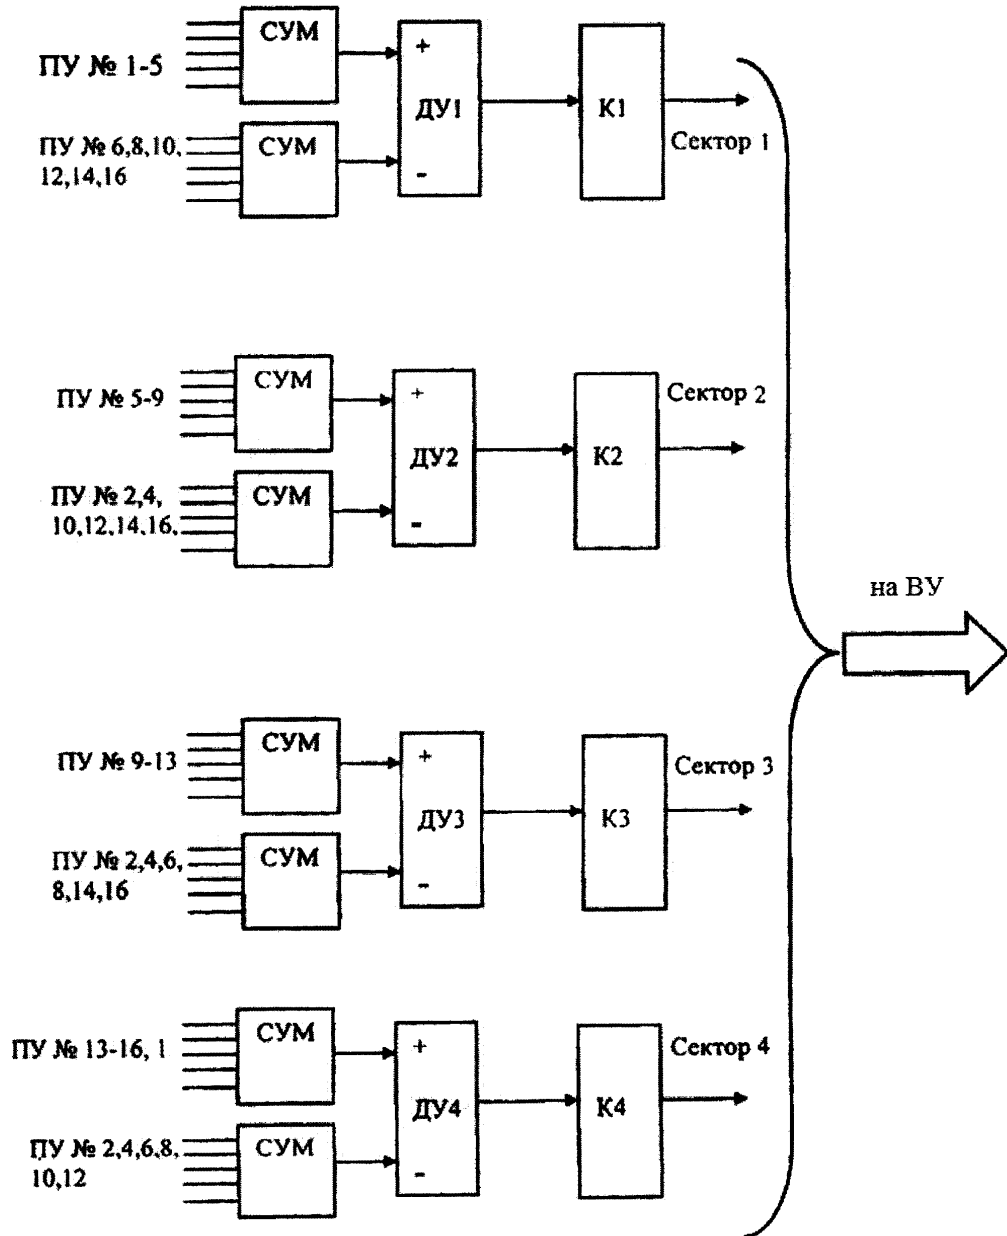 СУМ
ПУ № 1-5
+
ДУ1
К1
Сектор 1
ПУ № 6,8,10,
12,14,16
СУМ
-
СУМ
ПУ № 5-9
+
ДУ2
К2
Сектор 2
ПУ № 2,4,
10,12,14,16,
СУМ
-
на ВУ
СУМ
ПУ № 9-13
+
ДУ3
К3
Сектор 3
ПУ № 2,4,6,
8,14,16
СУМ
-
СУМ
ПУ № 13-16, 1
+
ДУ4
К4
Сектор 4
ПУ № 2,4,6,8,
10,12
СУМ
-